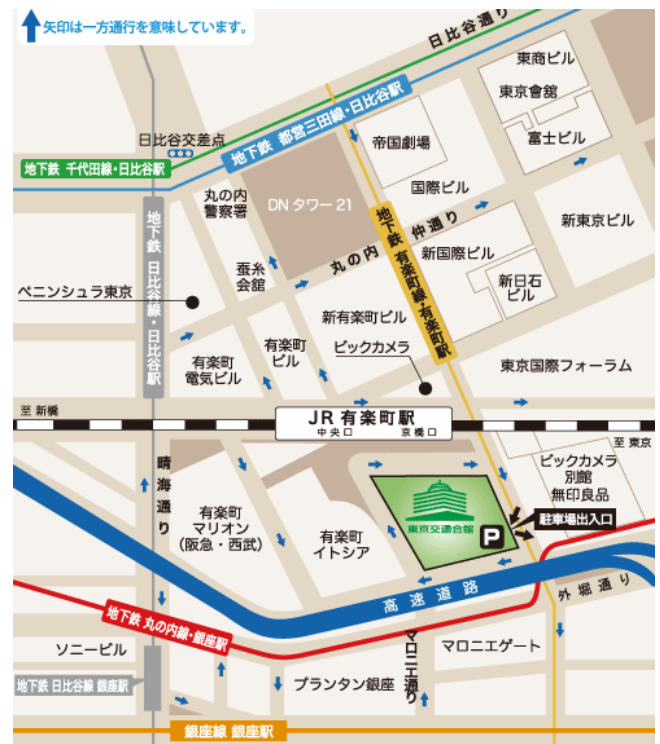 矢印は一方通行を意味しています。
日比谷通り
東商ビル
東京會舘
富士ビル
帝国劇場
国際ビル
日比谷交差点
地下鉄 都営三田線・日比谷駅
地下鉄 千代田線・日比谷駅
丸の内
警察署
DN タワー 21
地下鉄 有楽町線・有楽町駅
丸の内 仲通り
新東京ビル
新国際ビル
新日石
ビル
地下鉄 日比谷線・日比谷駅
蚕糸
会館
ペニンシュラ東京
新有楽町ビル
有楽町
ビル
ビックカメラ
有楽町
電気ビル
東京国際フォーラム
至 新橋
JR 有楽町駅
中央口 京橋口
至 東京
晴海通り
ビックカメラ
別館
無印良品
有楽町
マリオン
(阪急・西武)
有楽町
イトシア
東京交通会館
P
駐車場出入口
高速道路
外堀通り
地下鉄 丸の内線・銀座駅
ソニービル
マロニエ通り
マロニエゲート
地下鉄 日比谷線 銀座駅
プランタン銀座
銀座線 銀座駅